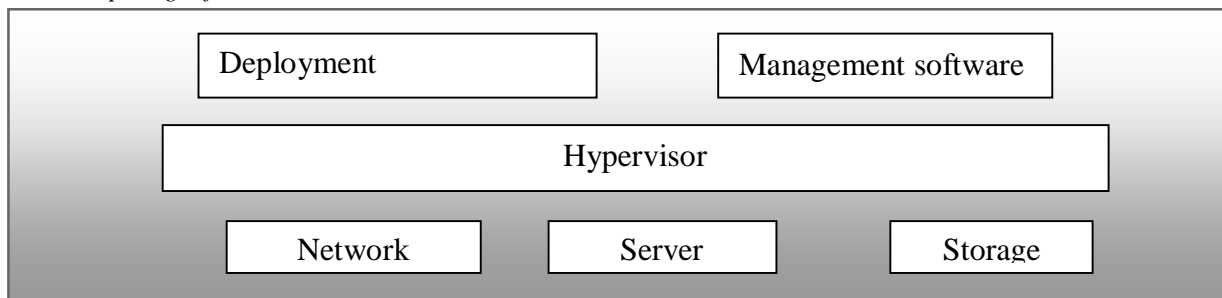 Deployment
Management software
Hypervisor
Network
Server
Storage